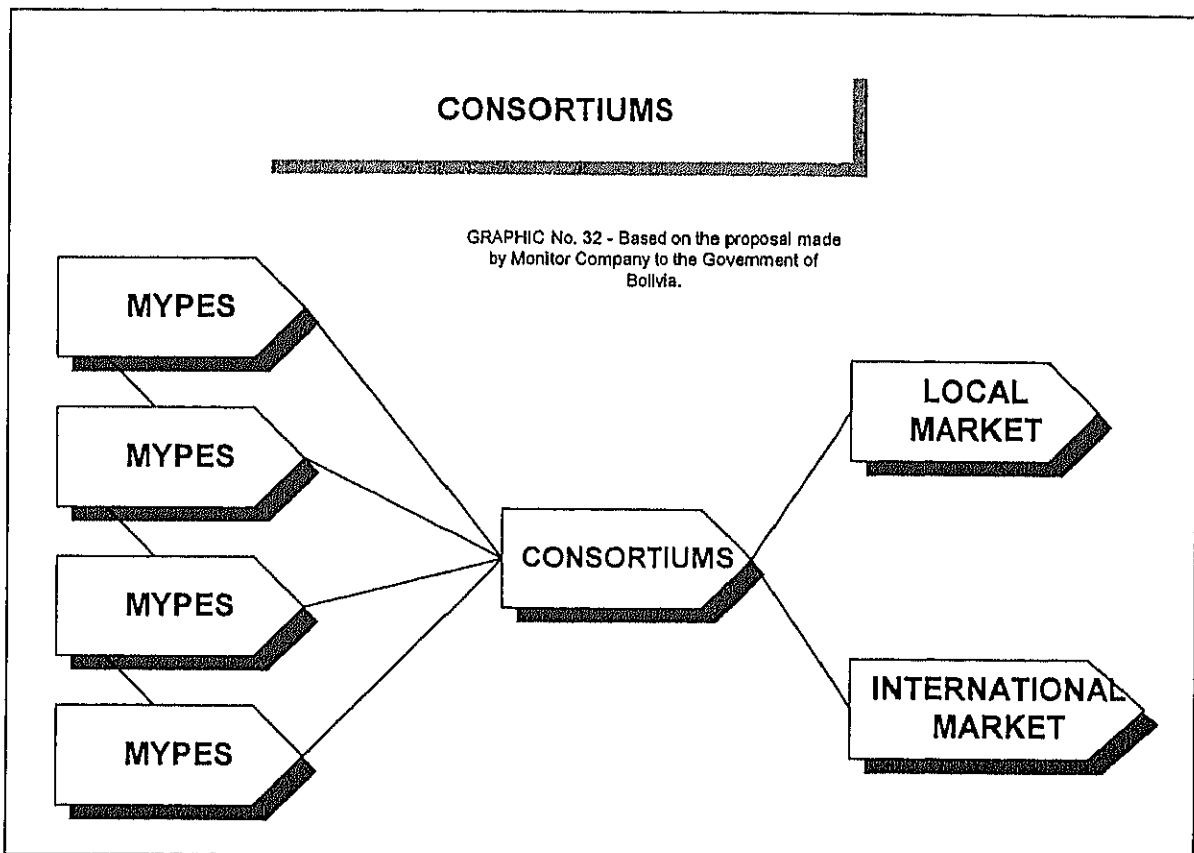 CONSORTIUMS
GRAPHIC No. 32 - Based on the proposal made
by Monitor Company to the Government of
Bolivia.
MYPES
MYPES
MYPES
MYPES
CONSORTIUMS
LOCAL
MARKET
INTERNATIONAL
MARKET